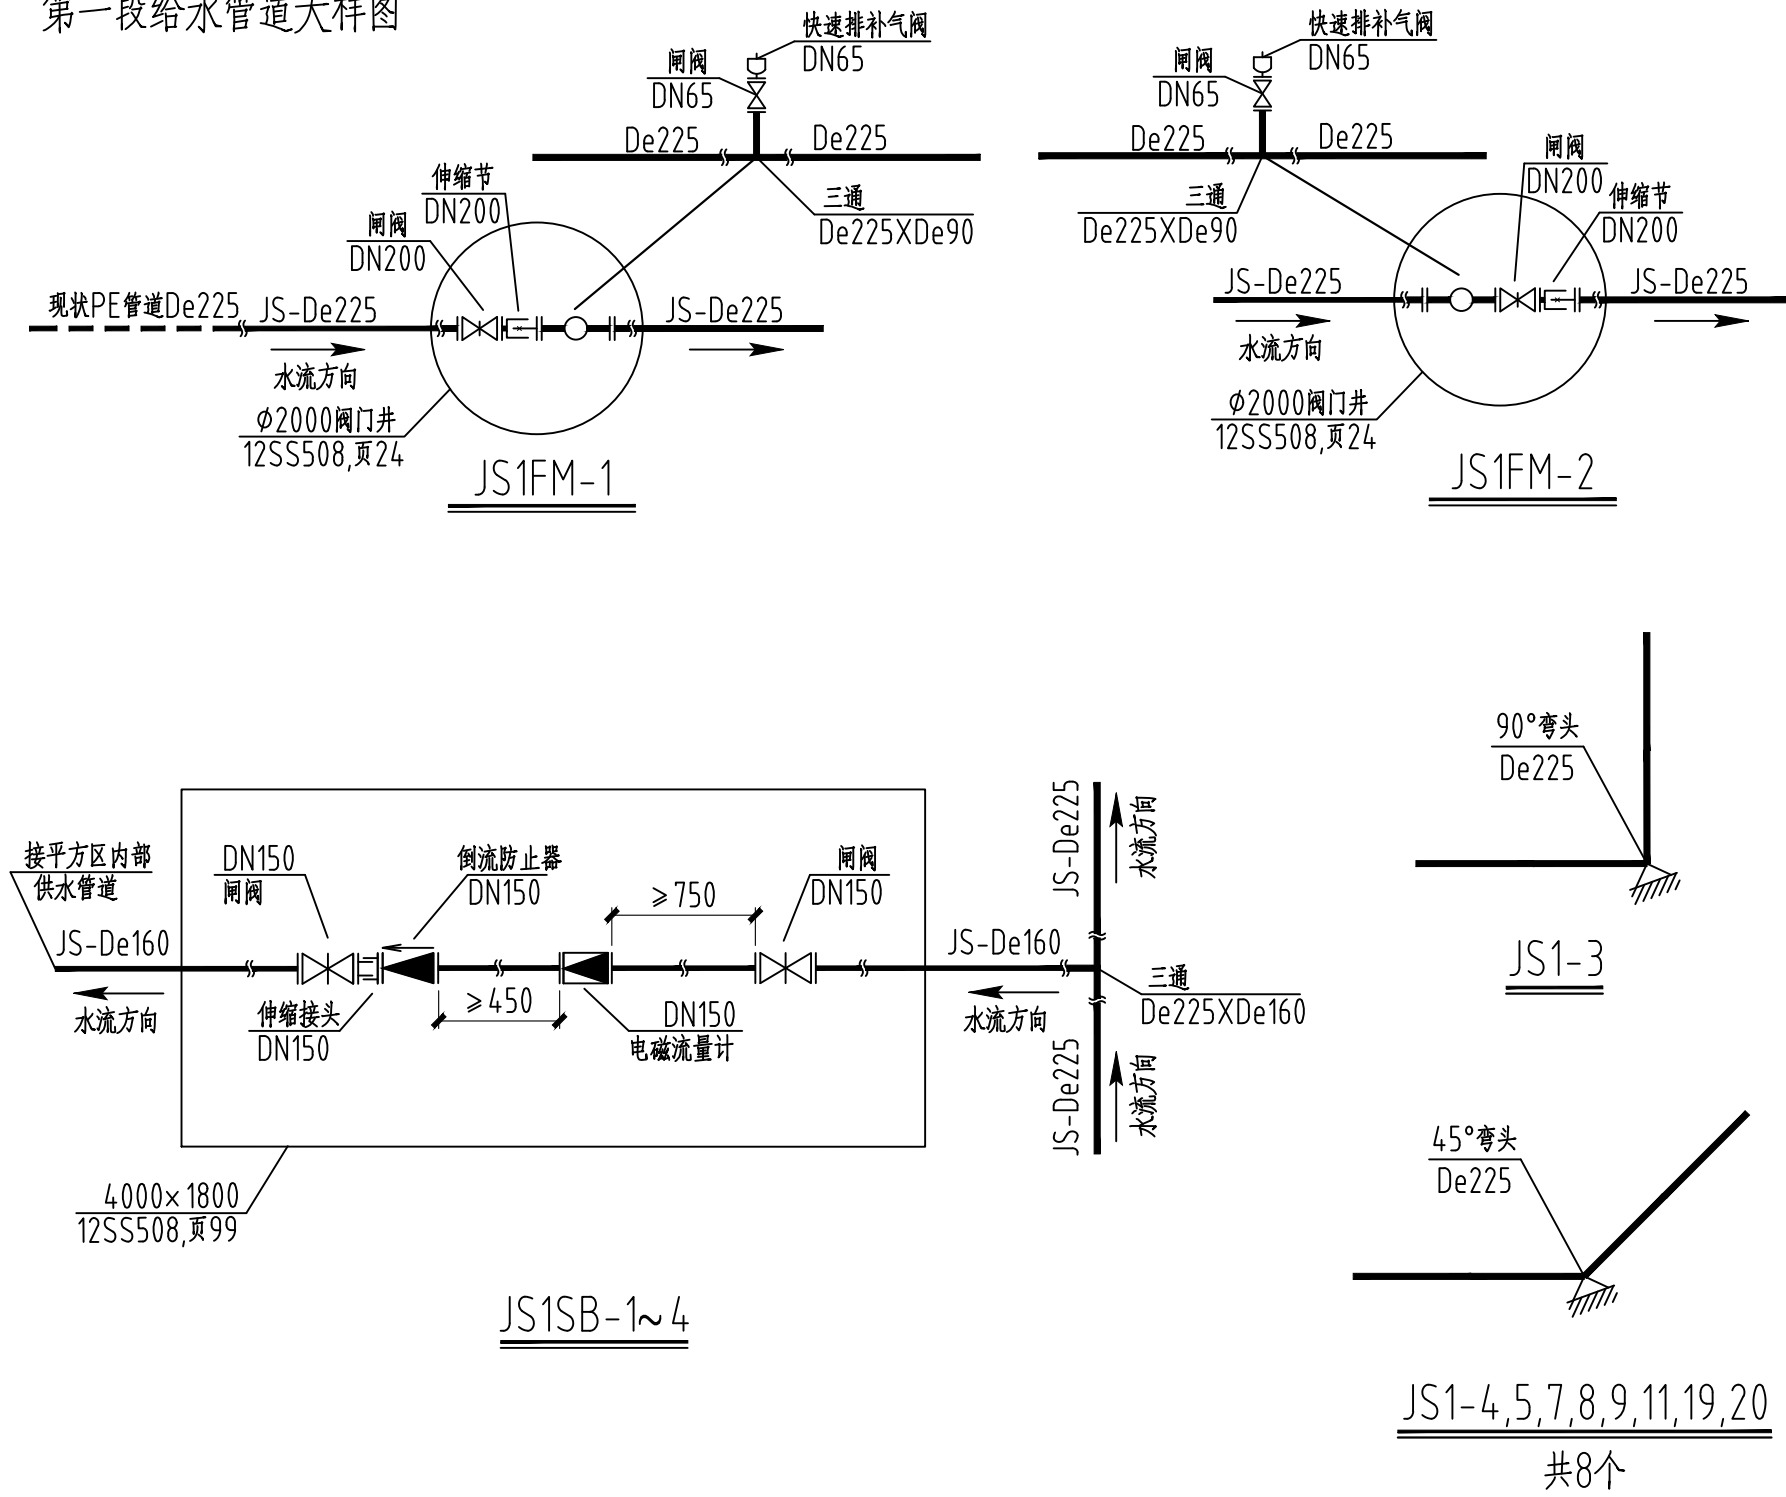 第一段给水管道大样图
快速排补气阀
DN65
闸阀
DN65
De225
De225
三通
De225XDe90
伸缩节
DN200
闸阀
DN200
现状PE管道De225
JS-De225
JS-De225
水流方向
ϕ2000阀门井
12SS508,页24
JS1FM-1
快速排补气阀
DN65
闸阀
DN65
De225
De225
三通
De225XDe90
闸阀
DN200
伸缩节
DN200
JS-De225
JS-De225
水流方向
ϕ2000阀门井
12SS508,页24
JS1FM-2
接平方区内部
供水管道
JS-De160
水流方向
DN150
闸阀
倒流防止器
DN150
≥750
闸阀
DN150
伸缩接头
DN150
≥450
DN150
电磁流量计
JS-De160
水流方向
JS-De225
水流方向
三通
De225XDe160
JS-De225
水流方向
4000×1800
12SS508,页99
JS1SB-1~4
90°弯头
De225
JS1-3
45°弯头
De225
JS1-4,5,7,8,9,11,19,20
共8个